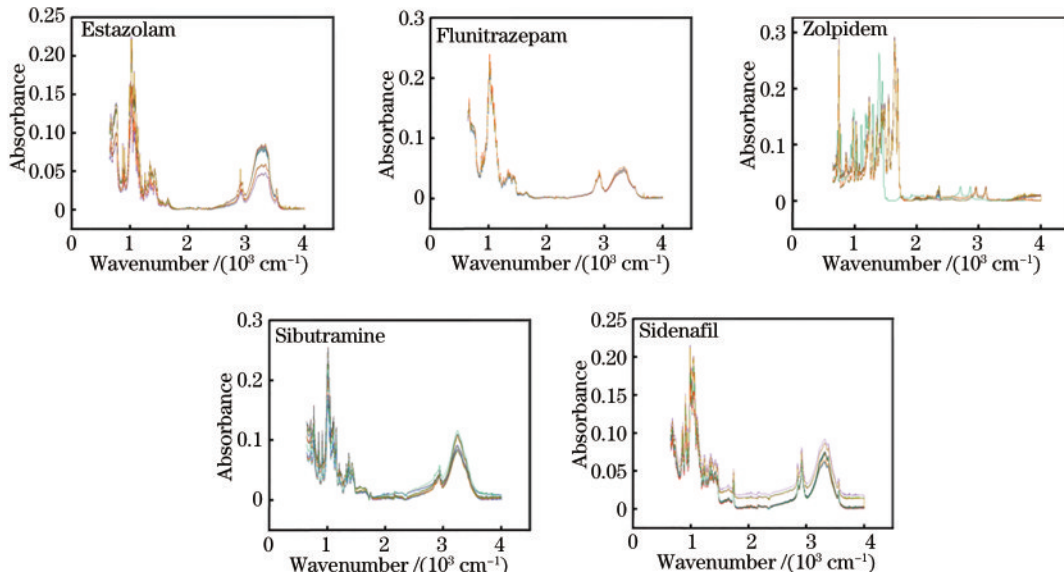 Estazolam
0.25
0.20
0.15
0.10
0.05
0
Absorbance
0 1 2 3 4
Wavenumber /(10³ cm⁻¹)
Flunitrazepam
0.3
0.2
0.1
0
Absorbance
0 1 2 3 4
Wavenumber /(10³ cm⁻¹)
Zolpidem
0.3
0.2
0.1
0
Absorbance
0 1 2 3 4
Wavenumber /(10³ cm⁻¹)
Sibutramine
0.3
0.2
0.1
0
Absorbance
0 1 2 3 4
Wavenumber /(10³ cm⁻¹)
Sidenafil
0.25
0.20
0.15
0.10
0.05
0
Absorbance
0 1 2 3 4
Wavenumber /(10³ cm⁻¹)